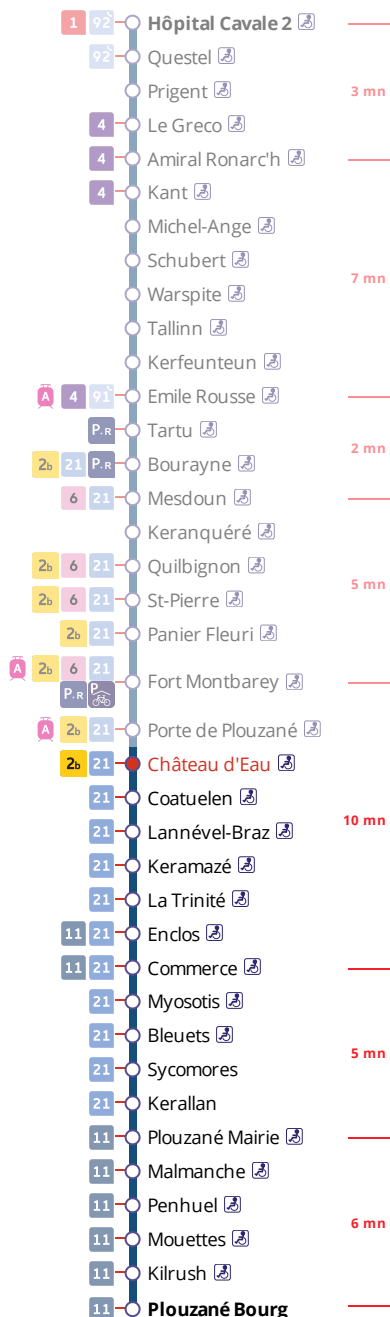 1 92 Hôpital Cavale 2
92 Questel
Prigent
3 mn
4 Le Greco
4 Amiral Ronarc'h
4 Kant
Michel-Ange
Schubert
7 mn
Warspite
Tallinn
Kerfeunteun
A 4 91 Emile Rousse
P.R Tartu
2 mn
2b 21 P.R Bourayne
6 21 Mesdoun
Keranquéré
5 mn
2b 6 21 Quilbignon
2b 6 21 St-Pierre
2b 21 Panier Fleuri
A 2b 6 21
P.R P Fort Montbarey
A 2b 21 Porte de Plouzané
2b 21 Château d'Eau
21 Coatuelen
10 mn
21 Lannével-Braz
21 Keramazé
21 La Trinité
11 21 Enclos
11 21 Commerce
21 Myosotis
21 Bleuets
5 mn
21 Sycomores
21 Kerallan
11 Plouzané Mairie
11 Malmanche
11 Penhuel
6 mn
11 Mouettes
11 Kilrush
11 Plouzané Bourg